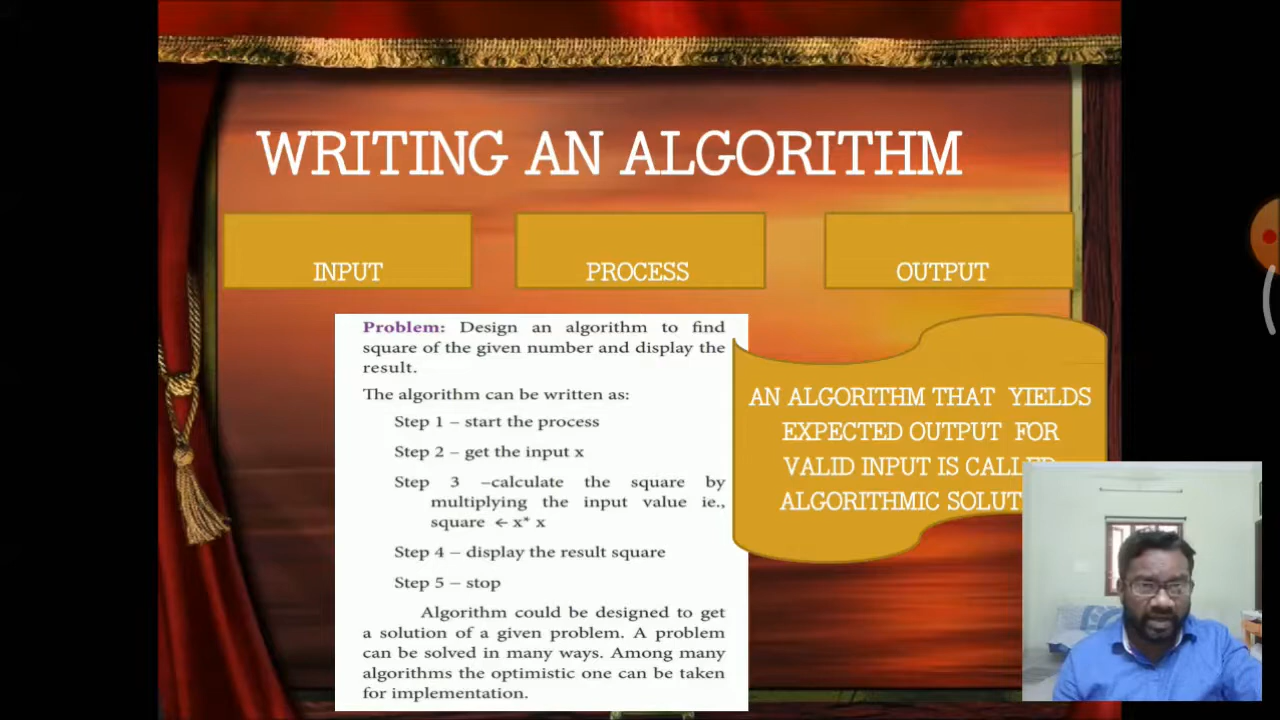 WRITING AN ALGORITHM
INPUT
PROCESS
OUTPUT
Problem: Design an algorithm to find
square of the given number and display the
result.
The algorithm can be written as:
Step 1 – start the process
Step 2 – get the input x
Step 3 –calculate the square by
multiplying the input value ie.,
square ← x* x
Step 4 – display the result square
Step 5 – stop
Algorithm could be designed to get
a solution of a given problem. A problem
can be solved in many ways. Among many
algorithms the optimistic one can be taken
for implementation.
AN ALGORITHM THAT YIELDS
EXPECTED OUTPUT FOR
VALID INPUT IS CALLED
ALGORITHMIC SOLUT